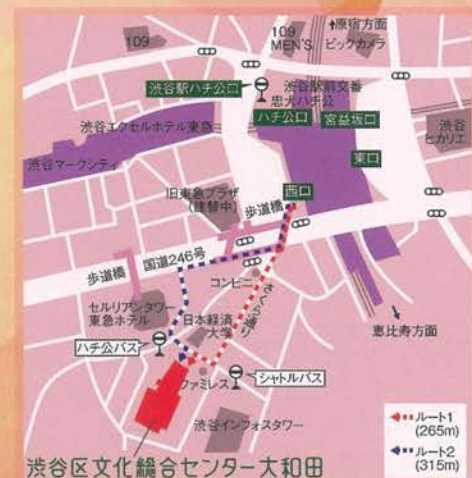 ↑原宿方面
109
109
MEN'S
ビックカメラ
渋谷駅ハチ公口
渋谷駅前交番
忠犬ハチ公
ハチ公口
宮益坂口
渋谷エクセルホテル東急
渋谷
ヒカリエ
東口
渋谷マークシティ
旧東急プラザ
(建替中)
西口
歩道橋
国道246号
歩道橋
コンビニ
さくら通り
セルリアンタワー
東急ホテル
日本経済
大学
恵比寿方面
ハチ公バス
ファミレス
シャトルバス
渋谷インフォスタワー
ルート1
(265m)
ルート2
(315m)
渋谷区文化総合センター大和田